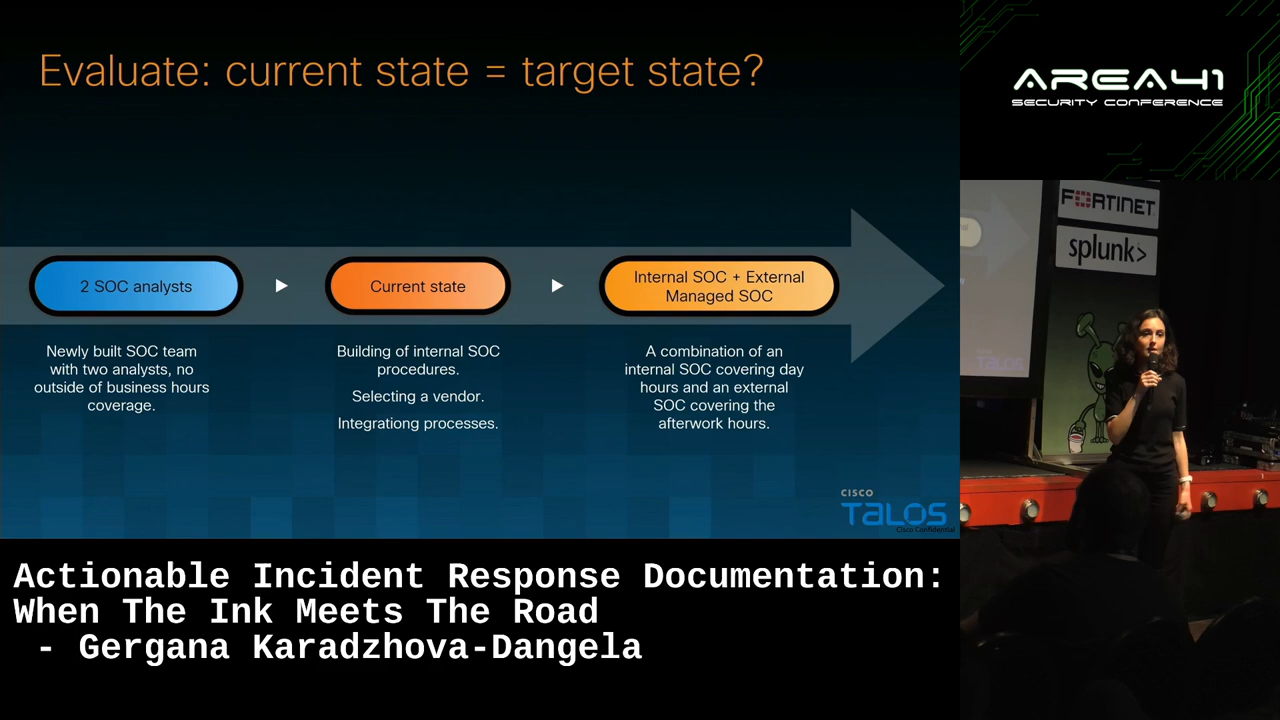 Evaluate: current state = target state?
2 SOC analysts
Current state
Internal SOC + External
Managed SOC
Newly built SOC team
with two analysts, no
outside of business hours
coverage.
Building of internal SOC
procedures.
Selecting a vendor.
Integrationg processes.
A combination of an
internal SOC covering day
hours and an external
SOC covering the
afterwork hours.
CISCO
TALOS
Cisco Confidential
AREA41
SECURITY CONFERENCE
FORTINET
splunk>
TALOS
Actionable Incident Response Documentation:
When The Ink Meets The Road
- Gergana Karadzhova-Dangela